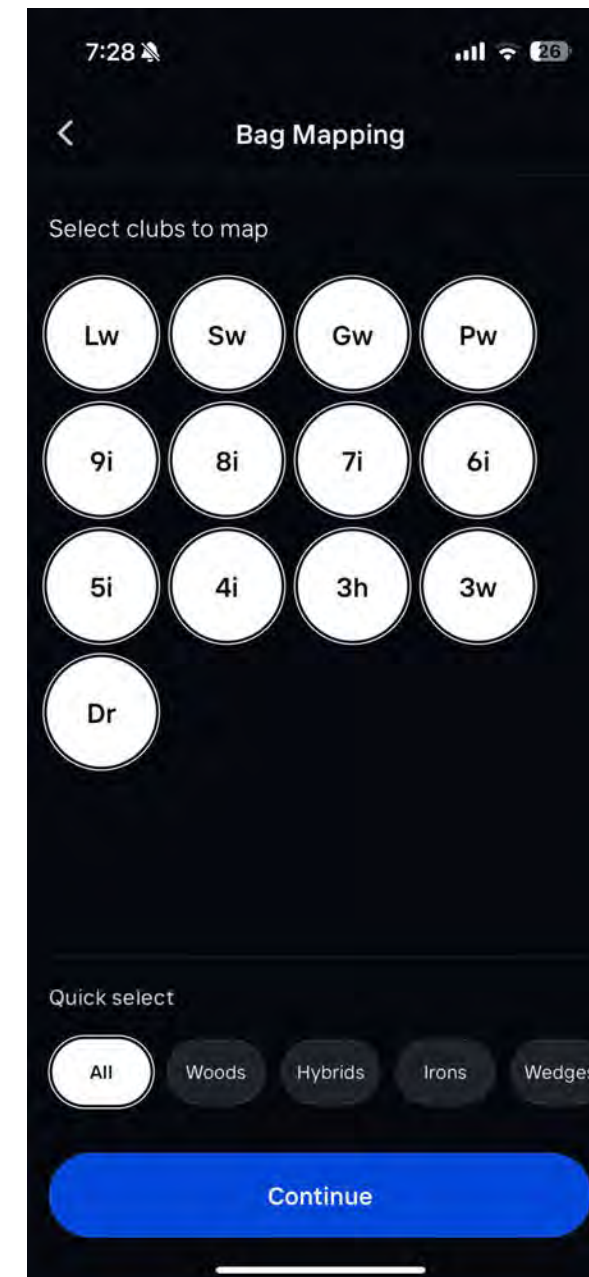 7:28 26
Bag Mapping
Select clubs to map
Lw Sw Gw Pw
9i 8i 7i 6i
5i 4i 3h 3w
Dr
Quick select
All Woods Hybrids Irons Wedges
Continue